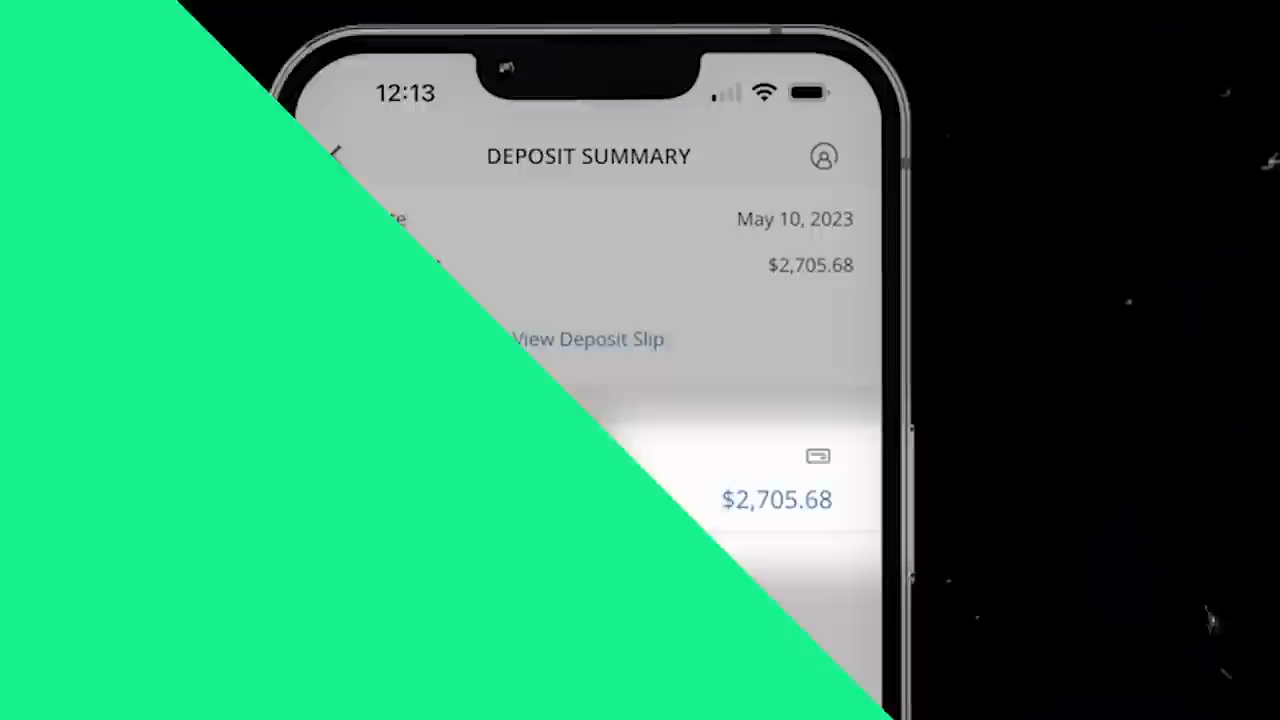 12:13
DEPOSIT SUMMARY
May 10, 2023
$2,705.68
View Deposit Slip
$2,705.68